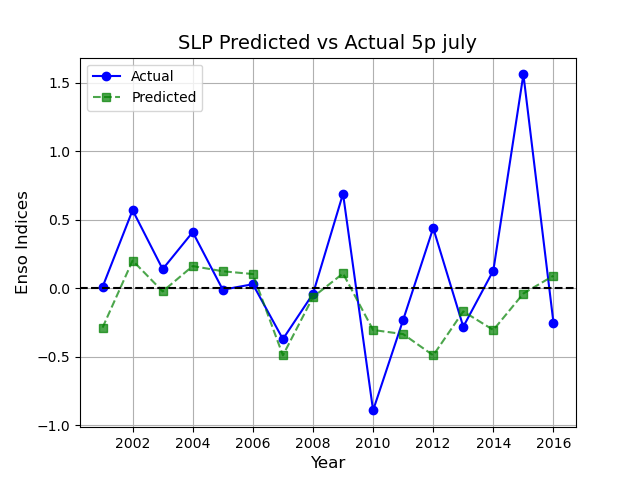 SLP Predicted vs Actual 5p july
Actual
Predicted
Enso Indices
1.5
1.0
0.5
0.0
−0.5
−1.0
2002 2004 2006 2008 2010 2012 2014 2016
Year